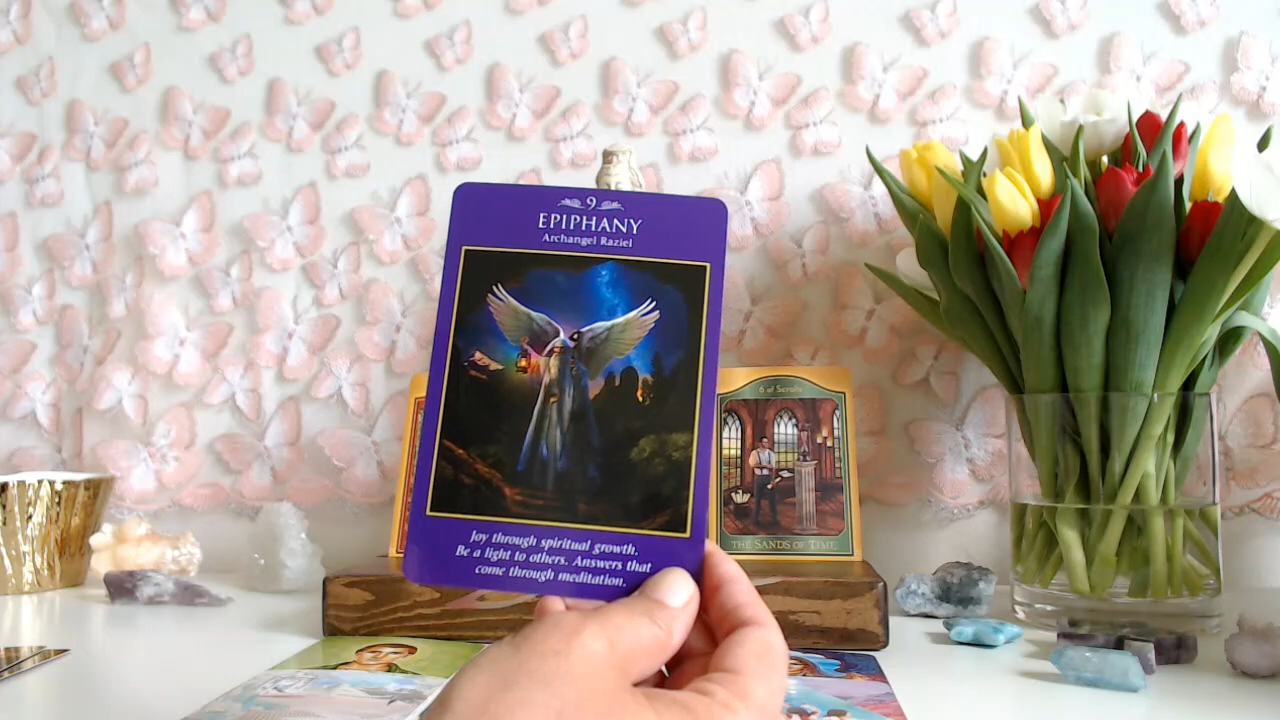 9
EPIPHANY
Archangel Raziel
Joy through spiritual growth.
Be a light to others. Answers that
come through meditation.
6 of Scrolls
THE SANDS OF TIME